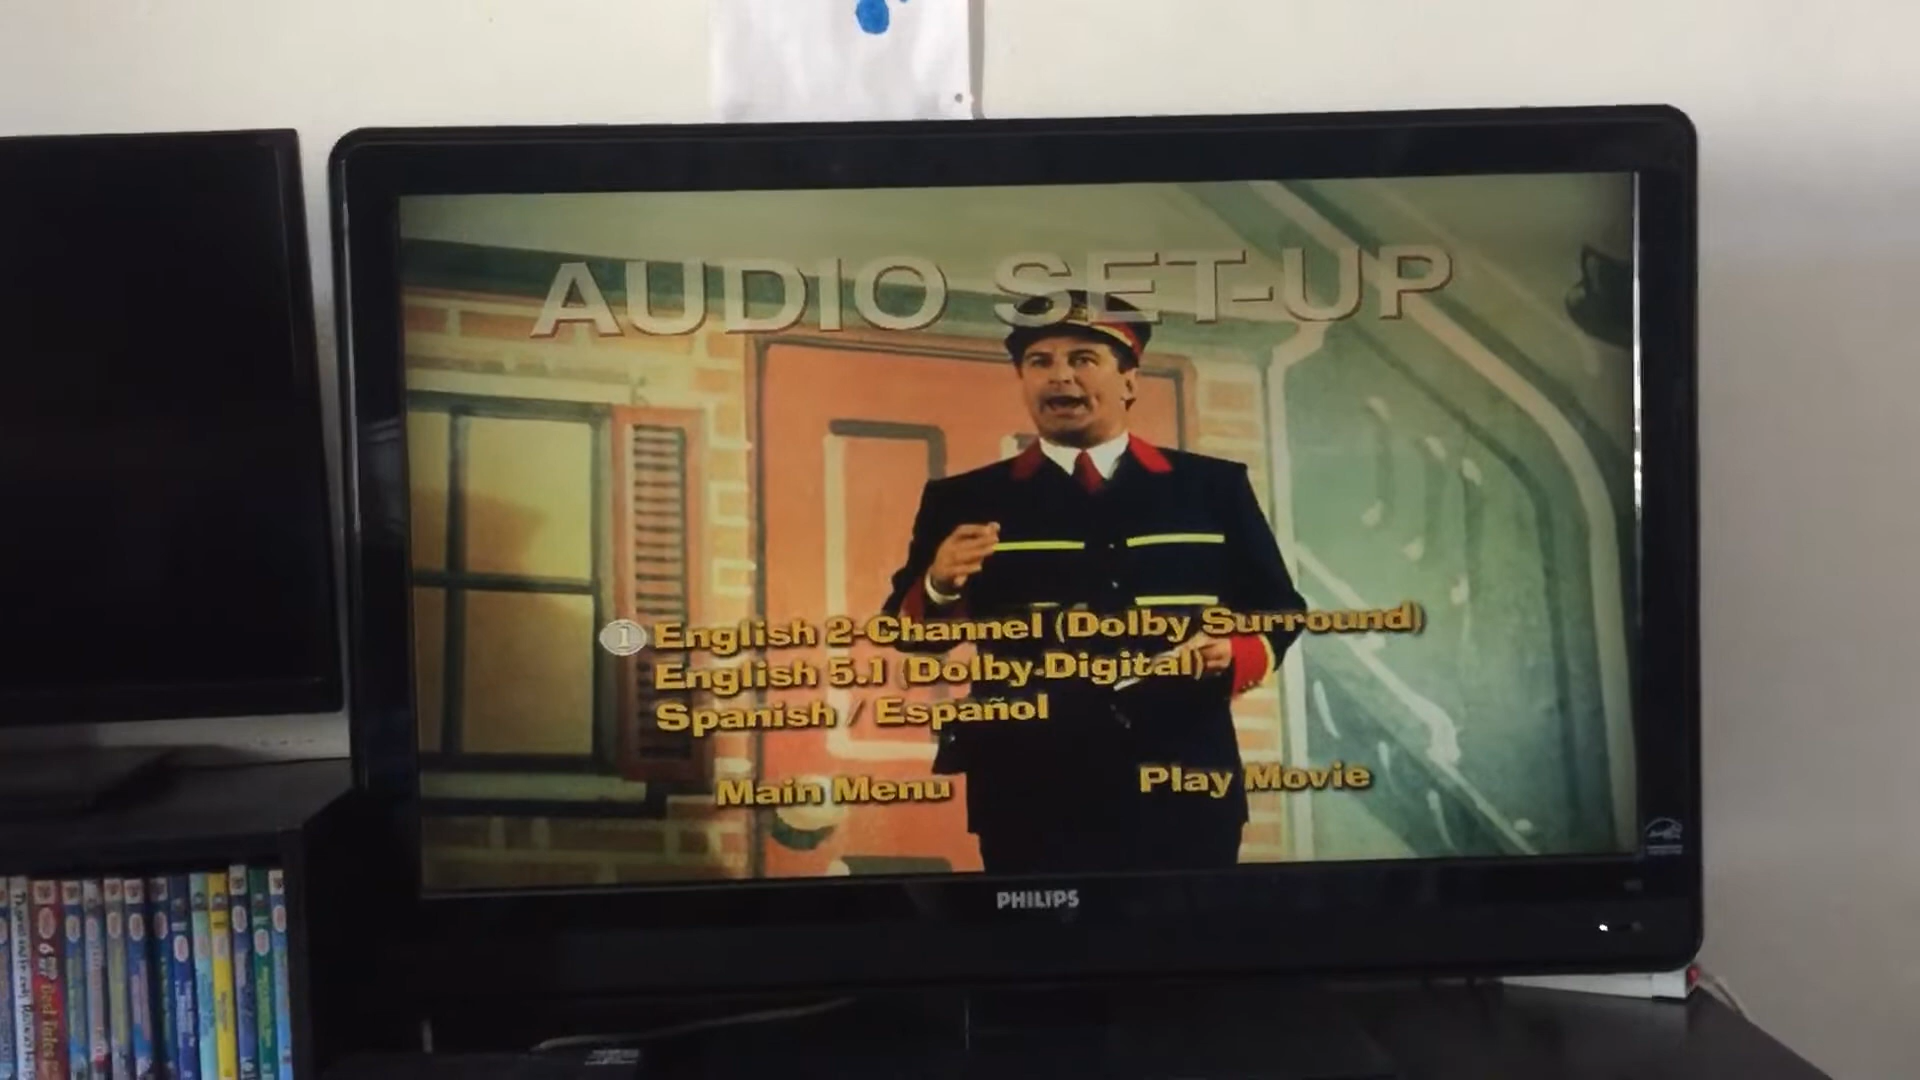 AUDIO SET-UP
1 English 2-Channel (Dolby Surround)
English 5.1 (Dolby Digital)
Spanish / Español
Main Menu
Play Movie
PHILIPS